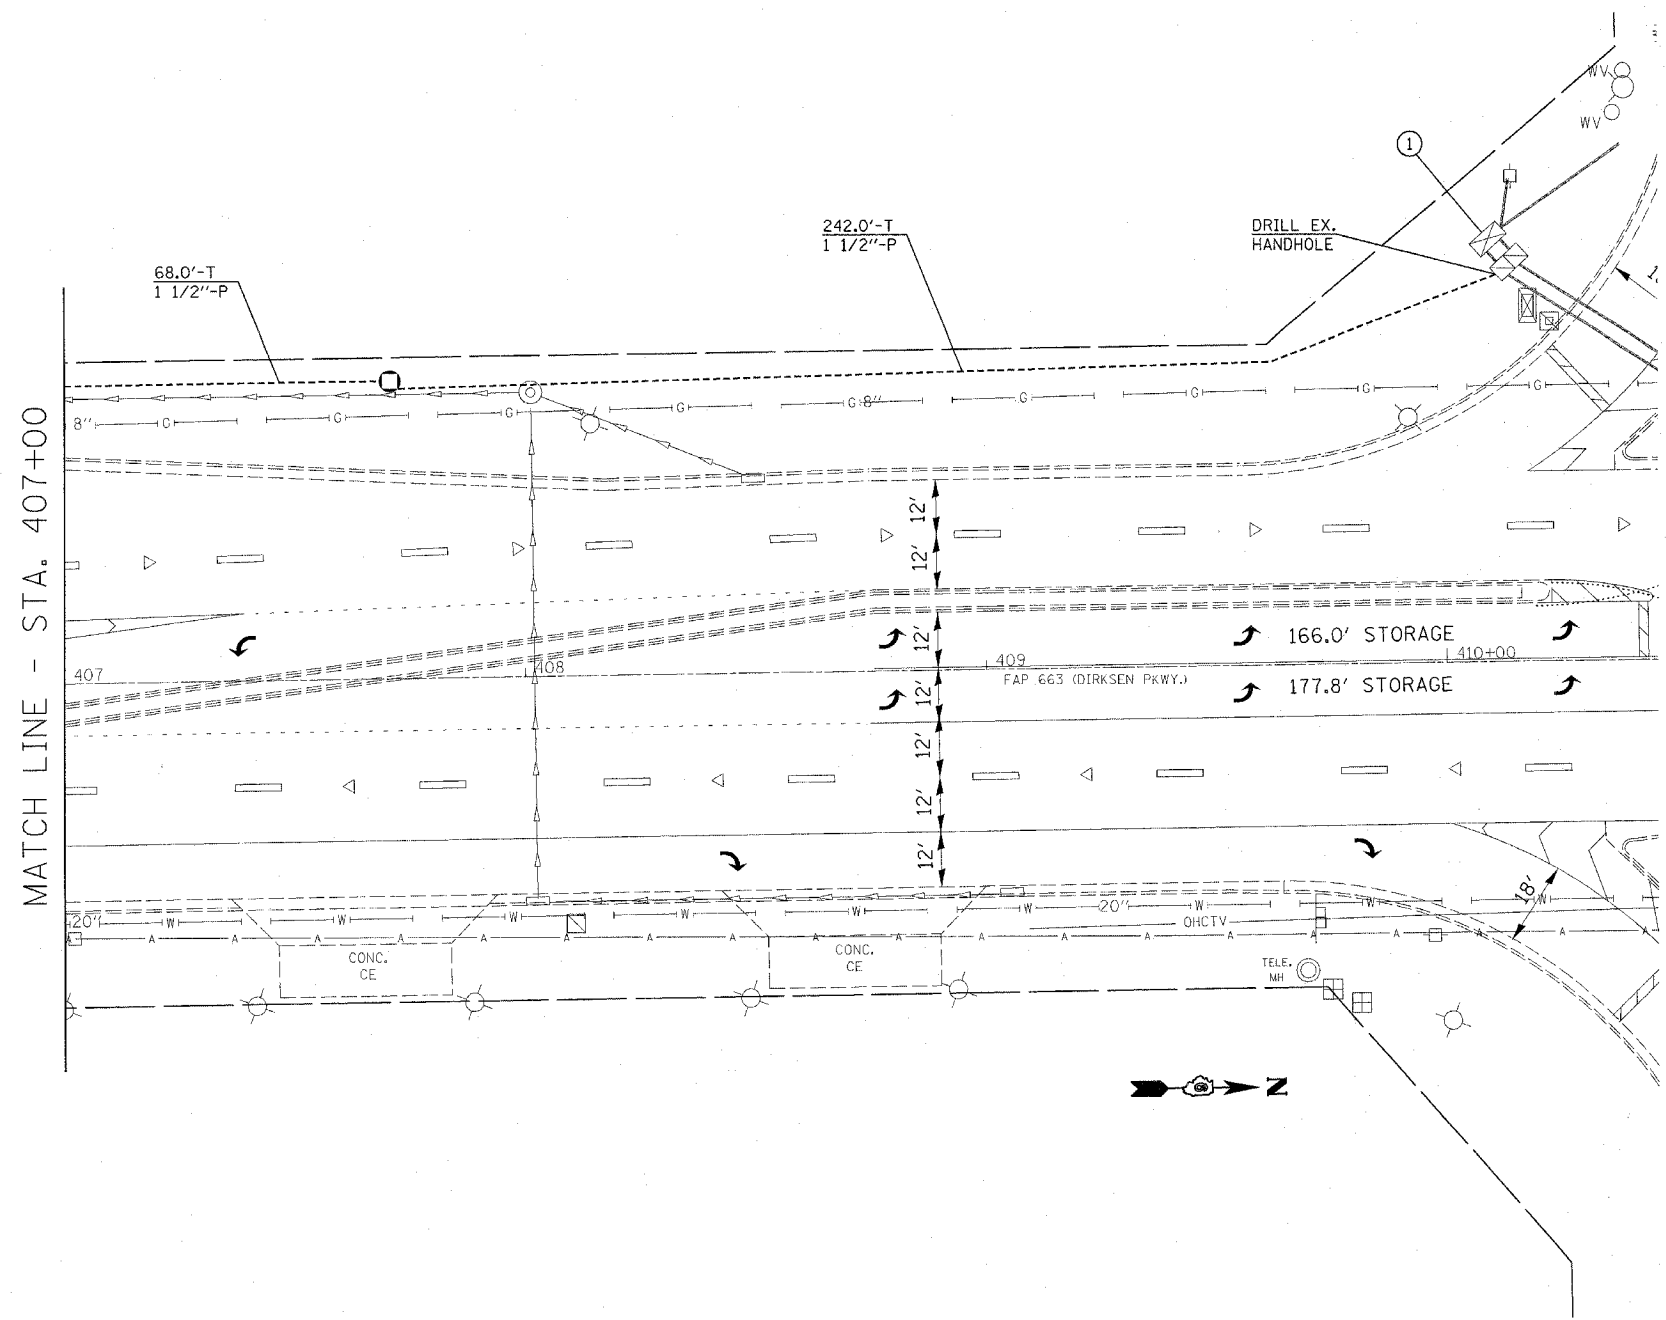 WV
WV
1
DRILL EX.
HANDHOLE
242.0'-T
1 1/2"-P
68.0'-T
1 1/2"-P
G
G
G
G 8"
G
G
G
G
8" G
MATCH LINE - STA. 407+00
12'
12'
12'
12'
12'
12'
12'
166.0' STORAGE
177.8' STORAGE
407
408
409
410+00
FAP 663 (DIRKSEN PKWY.)
18'
20" W
W
W
W
W
W
20"
W
W
W
OHCTV
A A A A A A A A A A A A A A A A A A A A
CONC.
CE
CONC.
CE
TELE.
MH
N